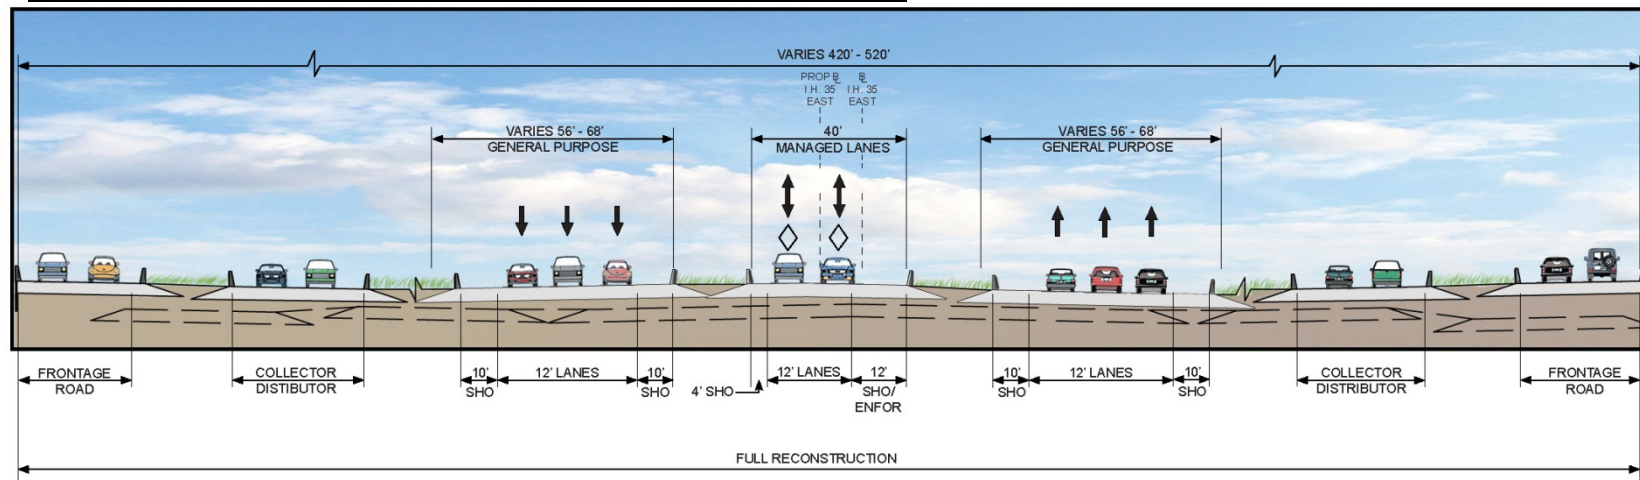 VARIES 420' - 520'
PROP ℄ ℄
I.H. 35 I.H. 35
EAST EAST
VARIES 56' - 68'
GENERAL PURPOSE
40'
MANAGED LANES
VARIES 56' - 68'
GENERAL PURPOSE
FRONTAGE
ROAD
COLLECTOR
DISTIBUTOR
10'
SHO
12' LANES
10'
SHO
4' SHO
12' LANES
12'
SHO/
ENFOR
10'
SHO
12' LANES
10'
SHO
COLLECTOR
DISTRIBUTOR
FRONTAGE
ROAD
FULL RECONSTRUCTION